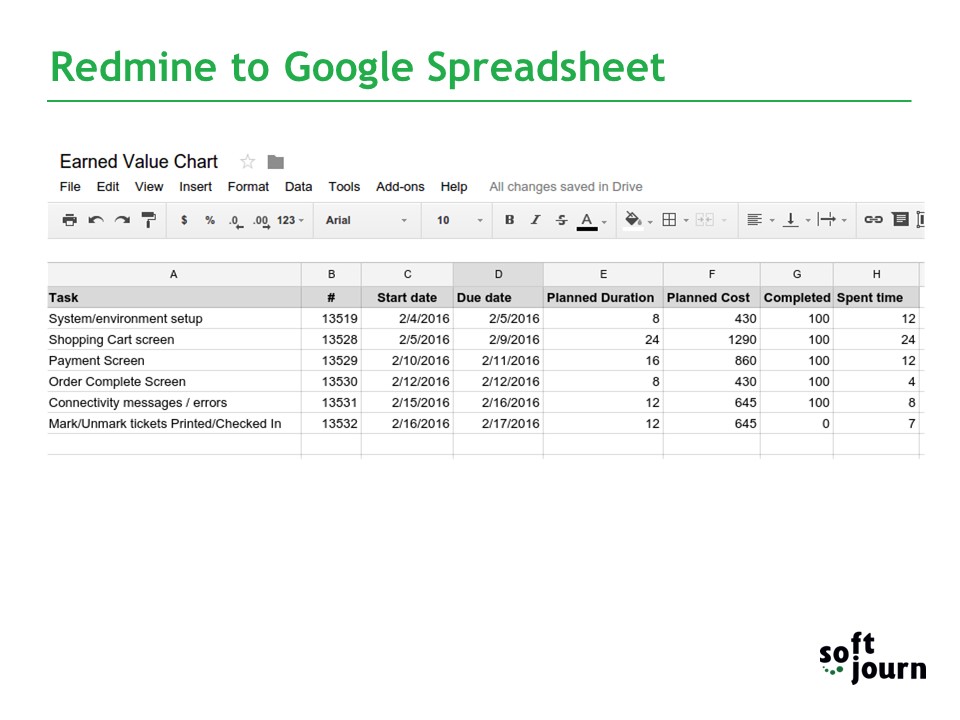 Redmine to Google Spreadsheet
Earned Value Chart
File Edit View Insert Format Data Tools Add-ons Help All changes saved in Drive
$ % .0 .00 123 Arial 10 B I S A
A B C D E F G H
Task # Start date Due date Planned Duration Planned Cost Completed Spent time
System/environment setup 13519 2/4/2016 2/5/2016 8 430 100 12
Shopping Cart screen 13528 2/5/2016 2/9/2016 24 1290 100 24
Payment Screen 13529 2/10/2016 2/11/2016 16 860 100 12
Order Complete Screen 13530 2/12/2016 2/12/2016 8 430 100 4
Connectivity messages / errors 13531 2/15/2016 2/16/2016 12 645 100 8
Mark/Unmark tickets Printed/Checked In 13532 2/16/2016 2/17/2016 12 645 0 7
soft
journ